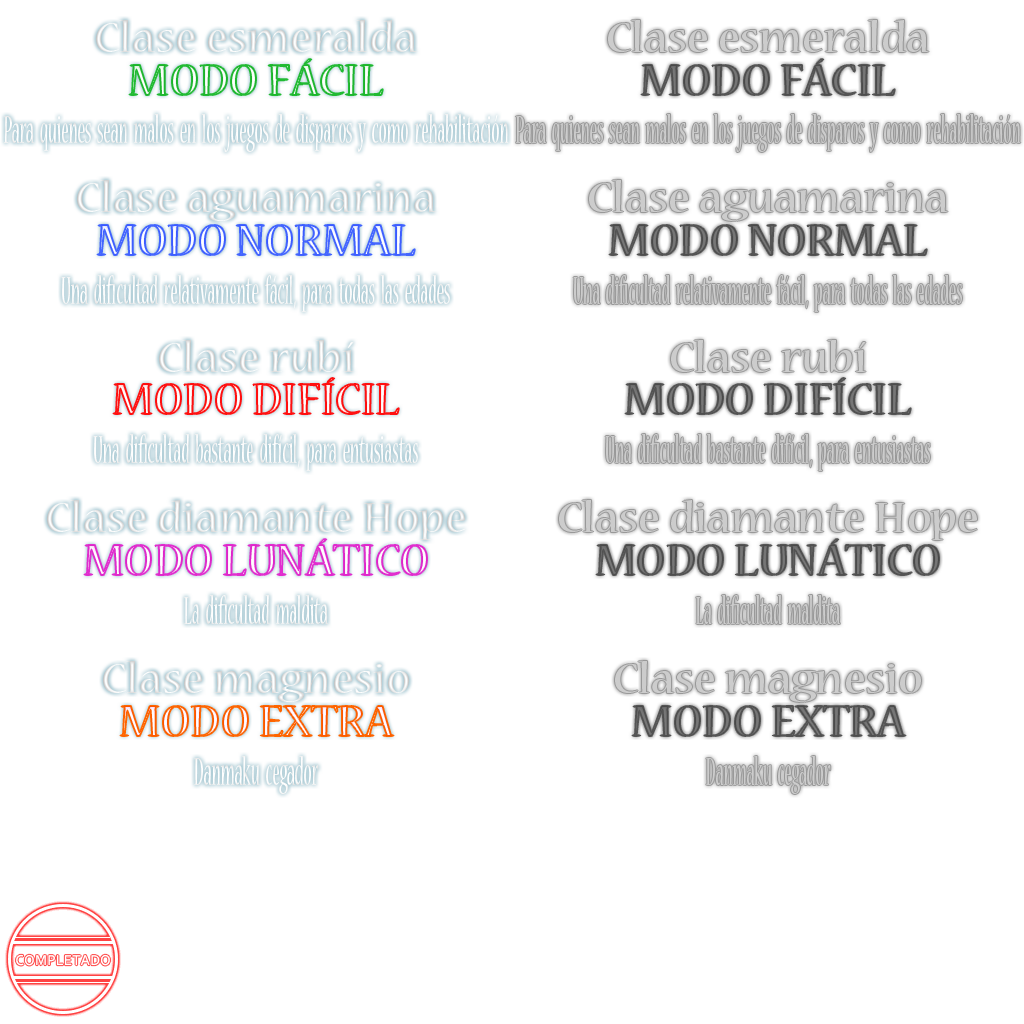 Clase esmeralda
MODO FÁCIL
Para quienes sean malos en los juegos de disparos y como rehabilitación
Clase esmeralda
MODO FÁCIL
Para quienes sean malos en los juegos de disparos y como rehabilitación
Clase aguamarina
MODO NORMAL
Una dificultad relativamente fácil, para todas las edades
Clase aguamarina
MODO NORMAL
Una dificultad relativamente fácil, para todas las edades
Clase rubí
MODO DIFÍCIL
Una dificultad bastante difícil, para entusiastas
Clase rubí
MODO DIFÍCIL
Una dificultad bastante difícil, para entusiastas
Clase diamante Hope
MODO LUNÁTICO
La dificultad maldita
Clase diamante Hope
MODO LUNÁTICO
La dificultad maldita
Clase magnesio
MODO EXTRA
Danmaku cegador
Clase magnesio
MODO EXTRA
Danmaku cegador
COMPLETADO